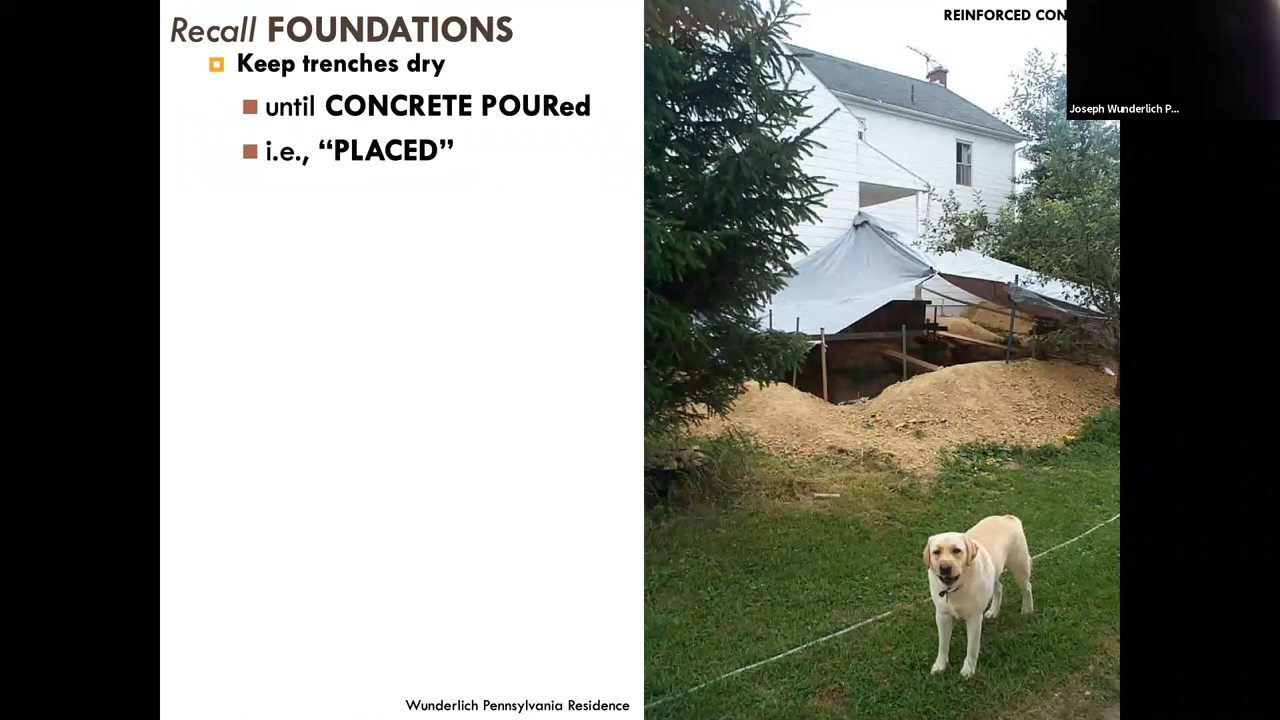 Recall FOUNDATIONS
Keep trenches dry
until CONCRETE POURed
i.e., “PLACED”
REINFORCED CON
Joseph Wunderlich P...
Wunderlich Pennsylvania Residence